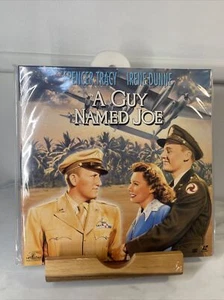 SPENCER TRACY IRENE DUNNE
A GUY
NAMED JOE